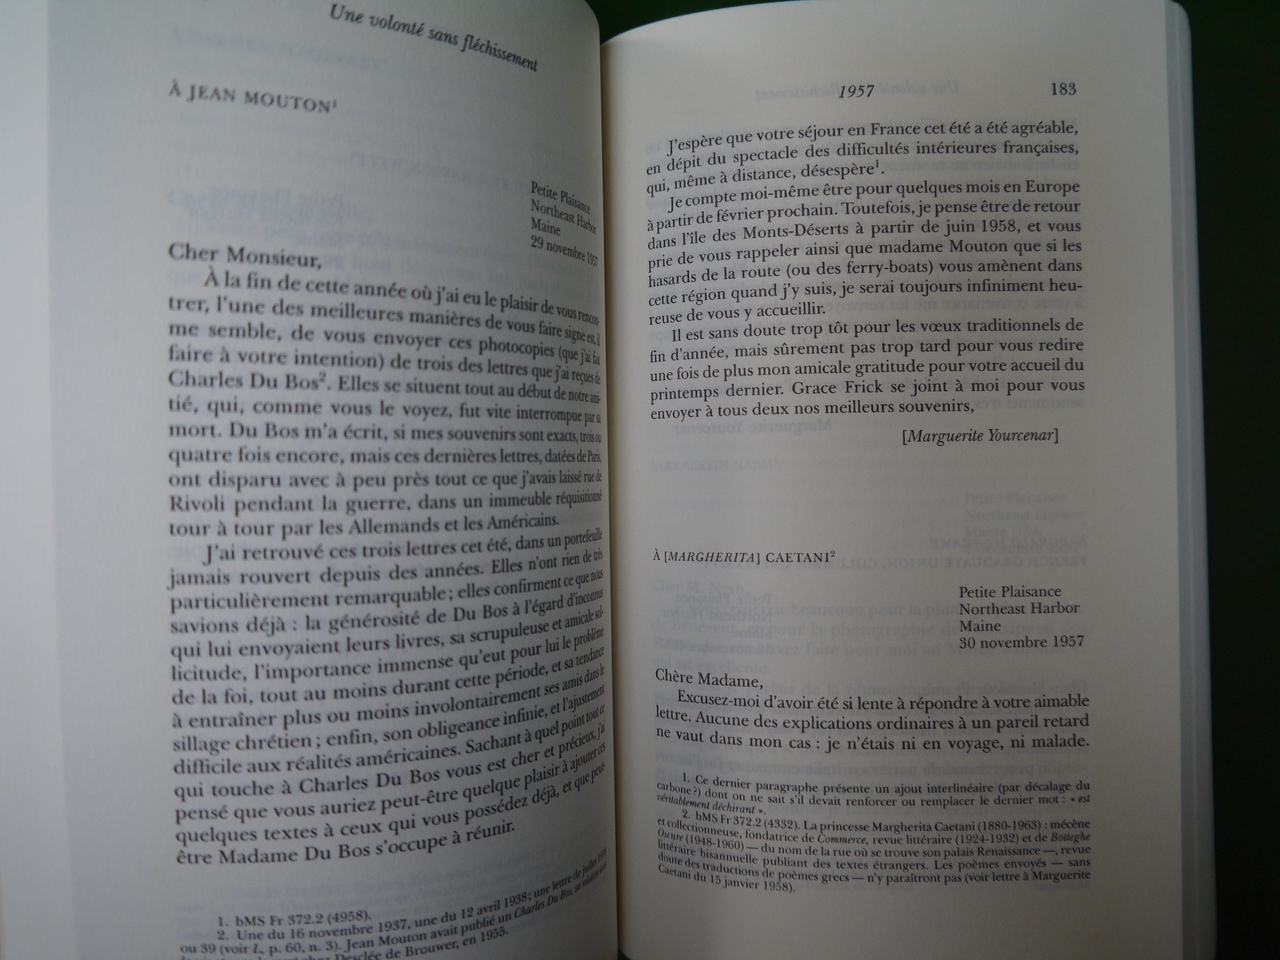 Une volonté sans fléchissement
À JEAN MOUTON¹
Petite Plaisance
Northeast Harbor
Maine
29 novembre 1957
Cher Monsieur,
À la fin de cette année où j'ai eu le plaisir de vous rencon-
trer, l'une des meilleures manières de vous faire signe est, il
me semble, de vous envoyer ces photocopies (que j'ai fait
faire à votre intention) de trois des lettres que j'ai reçues de
Charles Du Bos². Elles se situent tout au début de notre ami-
tié, qui, comme vous le voyez, fut vite interrompue par sa
mort. Du Bos m'a écrit, si mes souvenirs sont exacts, trois ou
quatre fois encore, mais ces dernières lettres, datées de Paris,
ont disparu avec à peu près tout ce que j'avais laissé rue de
Rivoli pendant la guerre, dans un immeuble réquisitionné
tour à tour par les Allemands et les Américains.
J'ai retrouvé ces trois lettres cet été, dans un portefeuille
jamais rouvert depuis des années. Elles n'ont rien de très
particulièrement remarquable ; elles confirment ce que nous
savions déjà : la générosité de Du Bos à l'égard d'inconnus
qui lui envoyaient leurs livres, sa scrupuleuse et amicale sol-
licitude, l'importance immense qu'eut pour lui le problème
de la foi, tout au moins durant cette période, et sa tendance
à entraîner plus ou moins involontairement ses amis dans le
sillage chrétien ; enfin, son obligeance infinie, et l'ajustement
difficile aux réalités américaines. Sachant à quel point tout ce
qui touche à Charles Du Bos vous est cher et précieux, j'ai
pensé que vous auriez peut-être quelque plaisir à ajouter ces
quelques textes à ceux qui vous possédez déjà, et que peut-
être Madame Du Bos s'occupe à réunir.
1. bMS Fr 372.2 (4958).
2. Une du 16 novembre 1937, une du 12 avril 1938 ; une lettre de juillet 1938
ou 39 (voir L, p. 60, n. 3). Jean Mouton avait publié un Charles Du Bos,
chez Desclée de Brouwer, en 1955.
1957
183
J'espère que votre séjour en France cet été a été agréable,
en dépit du spectacle des difficultés intérieures françaises,
qui, même à distance, désespère¹.
Je compte moi-même être pour quelques mois en Europe
à partir de février prochain. Toutefois, je pense être de retour
dans l'île des Monts-Déserts à partir de juin 1958, et vous
prie de vous rappeler ainsi que madame Mouton que si les
hasards de la route (ou des ferry-boats) vous amènent dans
cette région quand j'y suis, je serai toujours infiniment heu-
reuse de vous y accueillir.
Il est sans doute trop tôt pour les vœux traditionnels de
fin d'année, mais sûrement pas trop tard pour vous redire
une fois de plus mon amicale gratitude pour votre accueil du
printemps dernier. Grace Frick se joint à moi pour vous
envoyer à tous deux nos meilleurs souvenirs,
[Marguerite Yourcenar]
À [MARGHERITA] CAETANI²
Petite Plaisance
Northeast Harbor
Maine
30 novembre 1957
Chère Madame,
Excusez-moi d'avoir été si lente à répondre à votre aimable
lettre. Aucune des explications ordinaires à un pareil retard
ne vaut dans mon cas : je n'étais ni en voyage, ni malade.
1. Ce dernier paragraphe présente un ajout interlinéaire (par décalage du
carbone ?) dont on ne sait s'il devait renforcer ou remplacer le dernier mot : « est
véritablement déchirant ».
2. bMS Fr 372.2 (4332). La princesse Margherita Caetani (1880-1963) : mécène
et collectionneuse, fondatrice de Commerce, revue littéraire (1924-1932) et de Botteghe
Oscure (1948-1960) — du nom de la rue où se trouve son palais Renaissance —, revue
littéraire bisannuelle publiant des textes étrangers. Les poèmes envoyés — sans
doute des traductions de poèmes grecs — n'y paraîtront pas (voir lettre à Marguerite
Caetani du 15 janvier 1958).